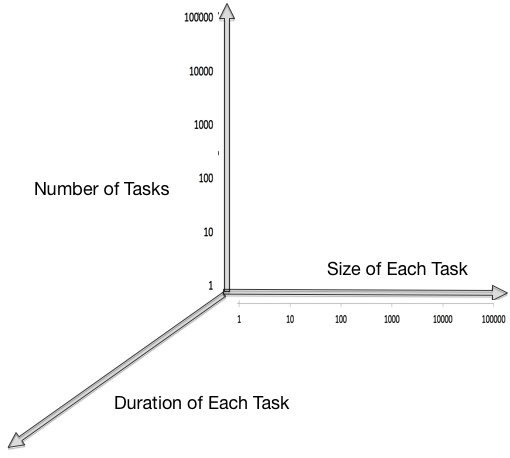 100000
10000
1000
Number of Tasks
100
10
Size of Each Task
1
1 10 100 1000 10000 100000
Duration of Each Task